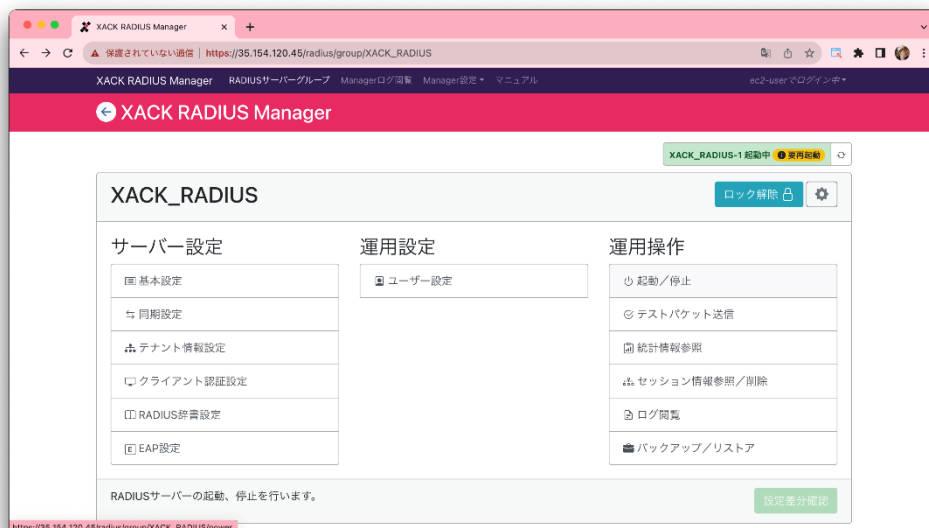 XACK RADIUS Manager
保護されていない通信 | https://35.154.120.45/radius/group/XACK_RADIUS
XACK RADIUS Manager RADIUSサーバーグループ Managerログ閲覧 Manager設定 マニュアル ec2-userでログイン中
XACK RADIUS Manager
XACK_RADIUS-1 起動中 要再起動
XACK_RADIUS ロック解除
サーバー設定 運用設定 運用操作
基本設定 ユーザー設定 起動／停止
同期設定 テストパケット送信
テナント情報設定 統計情報参照
クライアント認証設定 セッション情報参照／削除
RADIUS辞書設定 ログ閲覧
E EAP設定 バックアップ／リストア
RADIUSサーバーの起動、停止を行います。 設定差分確認
https://35.154.120.45/radius/group/XACK_RADIUS/power